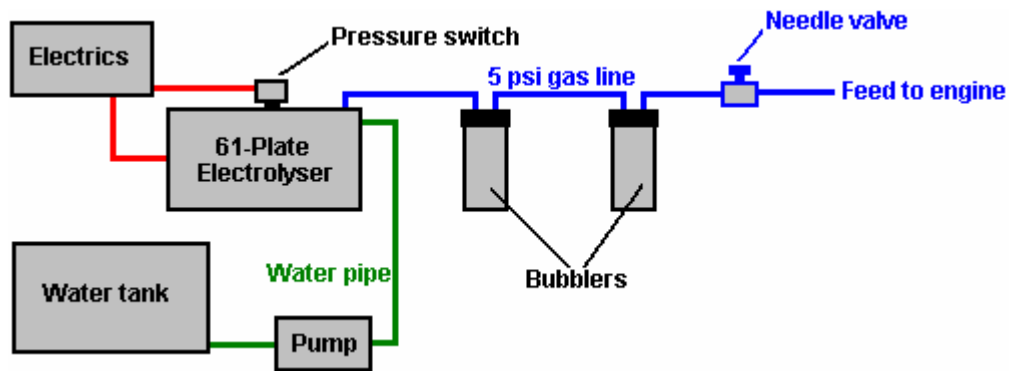 Needle valve
Pressure switch
Electrics
5 psi gas line
Feed to engine
61-Plate
Electrolyser
Water pipe
Bubblers
Water tank
Pump